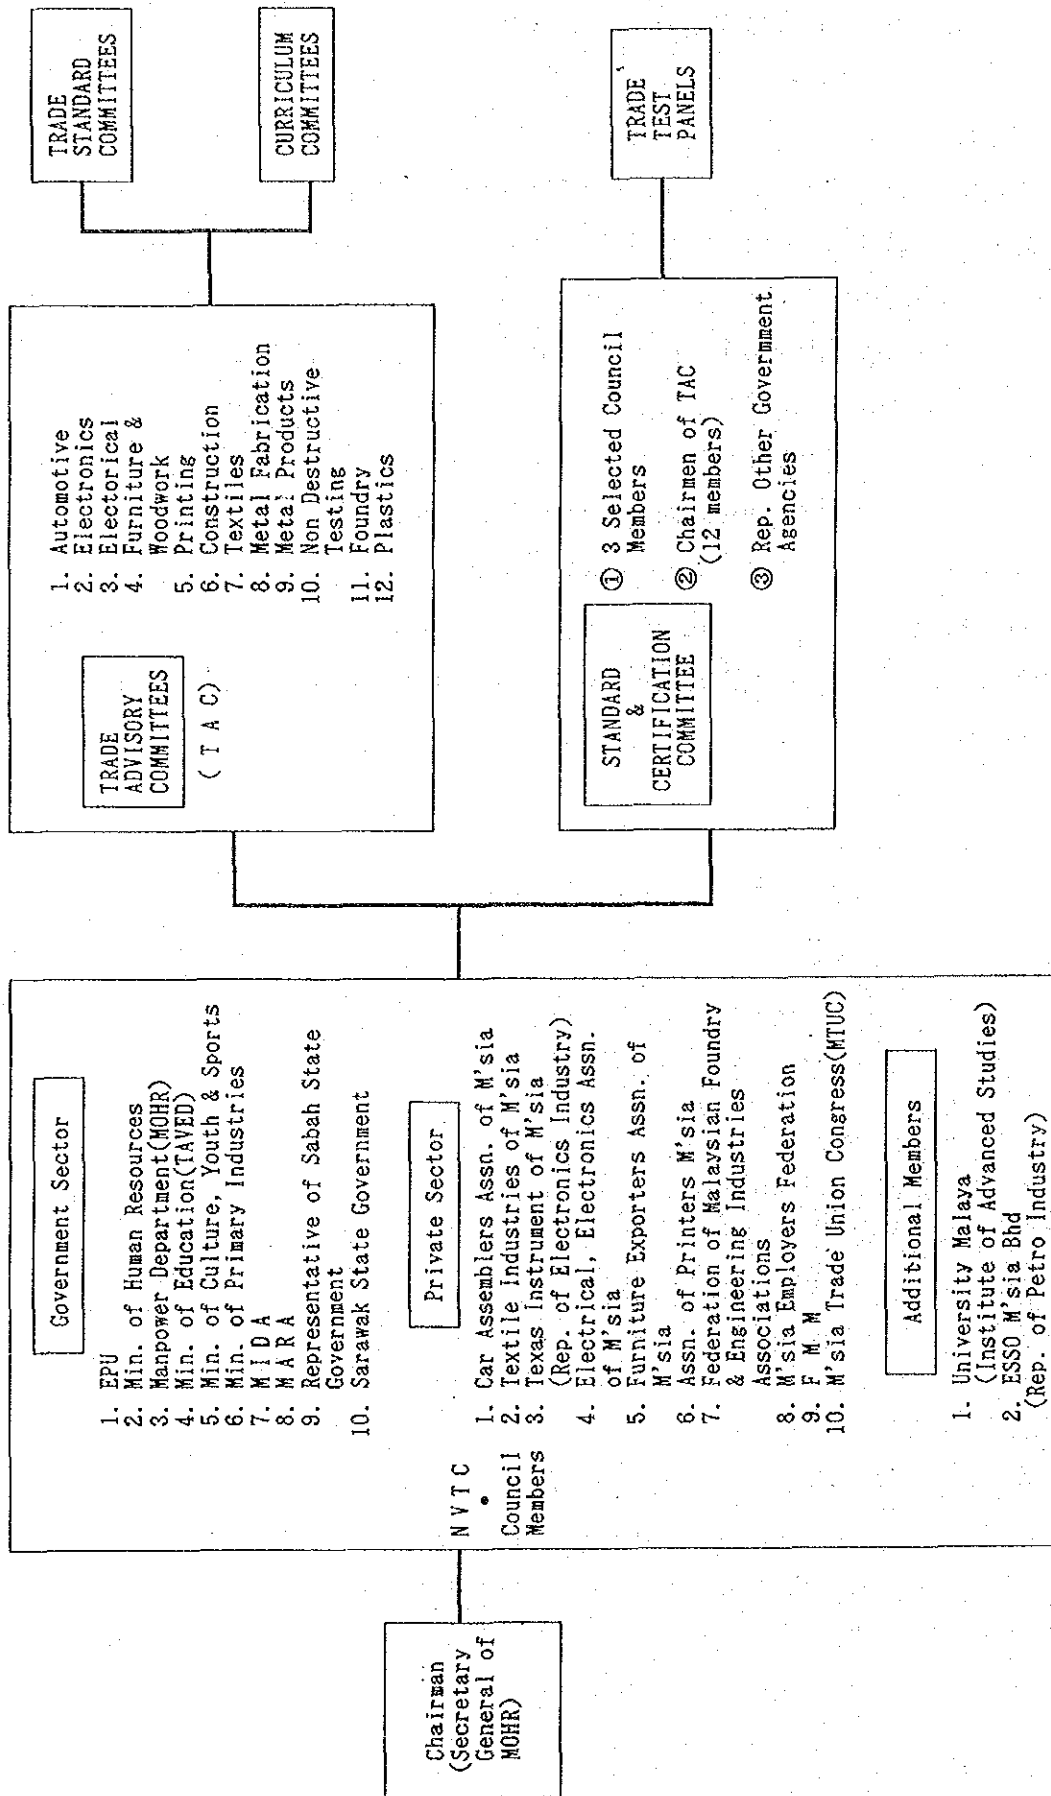 Chairman
(Secretary
General of
MOHR)
N V T C
Council
Members
Government Sector
1. EPU
2. Min. of Human Resources
3. Manpower Department(MOHR)
4. Min. of Education(TAVED)
5. Min. of Culture, Youth & Sports
6. Min. of Primary Industries
7. M I D A
8. M A R A
9. Representative of Sabah State
Government
10. Sarawak State Government
Private Sector
1. Car Assemblers Assn. of M'sia
2. Textile Industries of M'sia
3. Texas Instrument of M'sia
(Rep. of Electronics Industry)
4. Electrical, Electronics Assn.
of M'sia
5. Furniture Exporters Assn. of
M'sia
6. Assn. of Printers M'sia
7. Federation of Malaysian Foundry
& Engineering Industries
Associations
8. M'sia Employers Federation
9. F M M
10. M'sia Trade Union Congress(MTUC)
Additional Members
1. University Malaya
(Institute of Advanced Studies)
2. ESSO M'sia Bhd
(Rep. of Petro Industry)
TRADE
ADVISORY
COMMITTEES
( T A C )
1. Automotive
2. Electronics
3. Electorical
4. Furniture &
Woodwork
5. Printing
6. Construction
7. Textiles
8. Metal Fabrication
9. Metal Products
10. Non Destructive
Testing
11. Foundry
12. Plastics
STANDARD
&
CERTIFICATION
COMMITTEE
① 3 Selected Council
Members
② Chairmen of TAC
(12 members)
③ Rep. Other Government
Agencies
TRADE
STANDARD
COMMITTEES
CURRICULUM
COMMITTEES
TRADE
TEST
PANELS